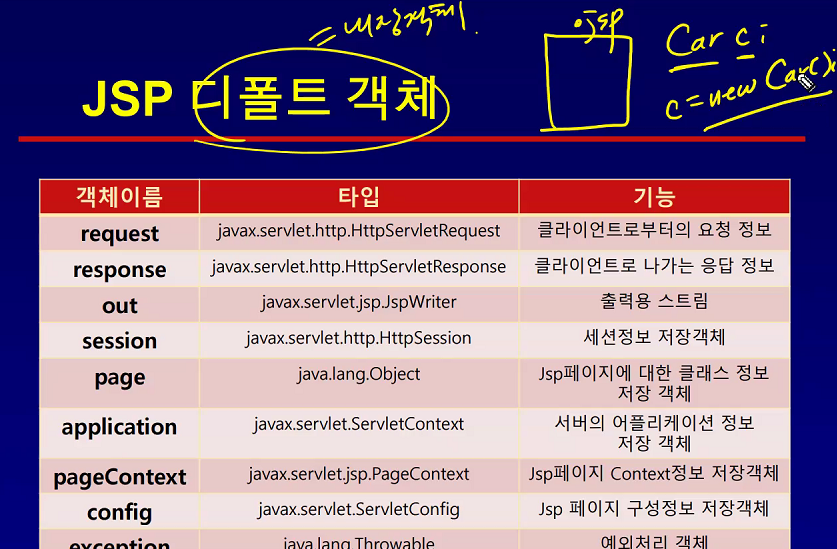 = 내장객체.
JSP
Car c;
c = new Car();
JSP 디폴트 객체
객체이름 타입 기능
request javax.servlet.http.HttpServletRequest 클라이언트로부터의 요청 정보
response javax.servlet.http.HttpServletResponse 클라이언트로 나가는 응답 정보
out javax.servlet.jsp.JspWriter 출력용 스트림
session javax.servlet.http.HttpSession 세션정보 저장객체
page java.lang.Object Jsp페이지에 대한 클래스 정보
저장 객체
application javax.servlet.ServletContext 서버의 어플리케이션 정보
저장 객체
pageContext javax.servlet.jsp.PageContext Jsp페이지 Context정보 저장객체
config javax.servlet.ServletConfig Jsp 페이지 구성정보 저장객체
exception java.lang.Throwable 예외처리 객체